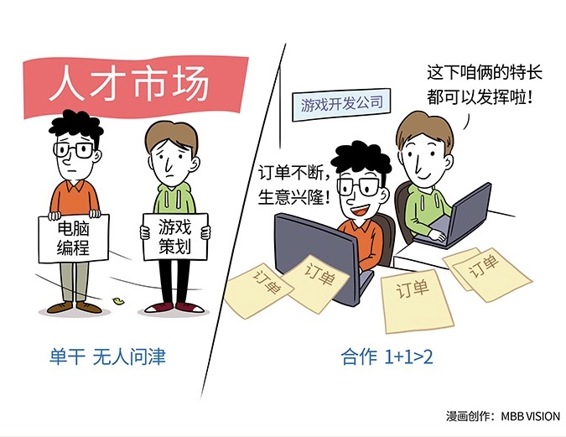 人才市场
电脑
编程
游戏
策划
单干 无人问津
游戏开发公司
这下咱俩的特长
都可以发挥啦！
订单不断，
生意兴隆！
订单
订单
订单
订单
合作 1+1>2
漫画创作：MBB VISION